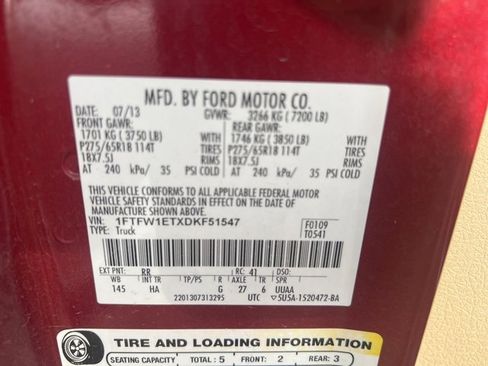 MFD. BY FORD MOTOR CO.
DATE: 07/13 GVWR: 3266 KG ( 7200 LB)
FRONT GAWR: REAR GAWR:
1701 KG ( 3750 LB) WITH 1746 KG ( 3850 LB) WITH
P275/65R18 114T TIRES P275/65R18 114T TIRES
18X7.5J RIMS 18X7.5J RIMS
AT 240 kPa/ 35 PSI COLD AT 240 kPa/ 35 PSI COLD
THIS VEHICLE CONFORMS TO ALL APPLICABLE FEDERAL MOTOR
VEHICLE SAFETY STANDARDS IN EFFECT ON THE DATE OF
MANUFACTURE SHOWN ABOVE.
VIN: 1FTFW1ETXDKF51547 F0109
TYPE: Truck T0541
EXT PNT: RR RC: 41 DSO:
WB INT TR TP/PS R AXLE TR SPR
145 HA G 27 6 UUAA
2201307313295 UTC ▽5U5A-1520472-BA
TIRE AND LOADING INFORMATION
SEATING CAPACITY TOTAL : 5 FRONT: 2 REAR: 3